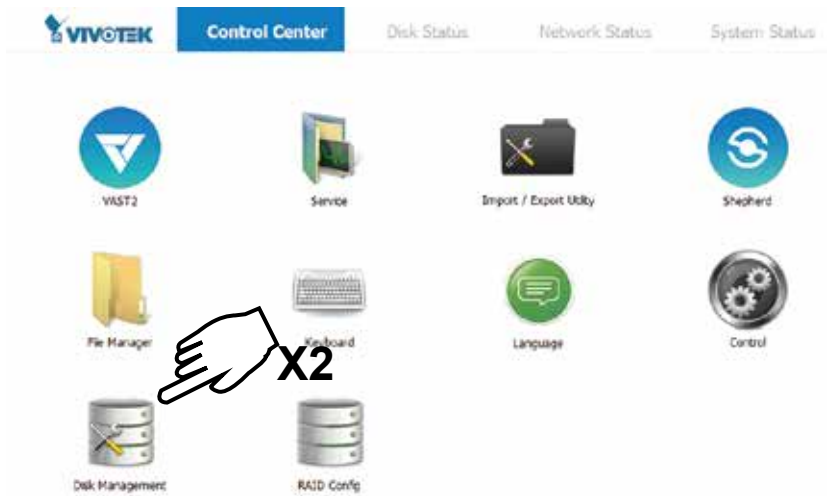 VIVOTEK
Control Center
Disk Status
Network Status
System Status
VAST2
Service
Import / Export Utility
Shepherd
File Manager
Keyboard
Language
Control
X2
Disk Management
RAID Config